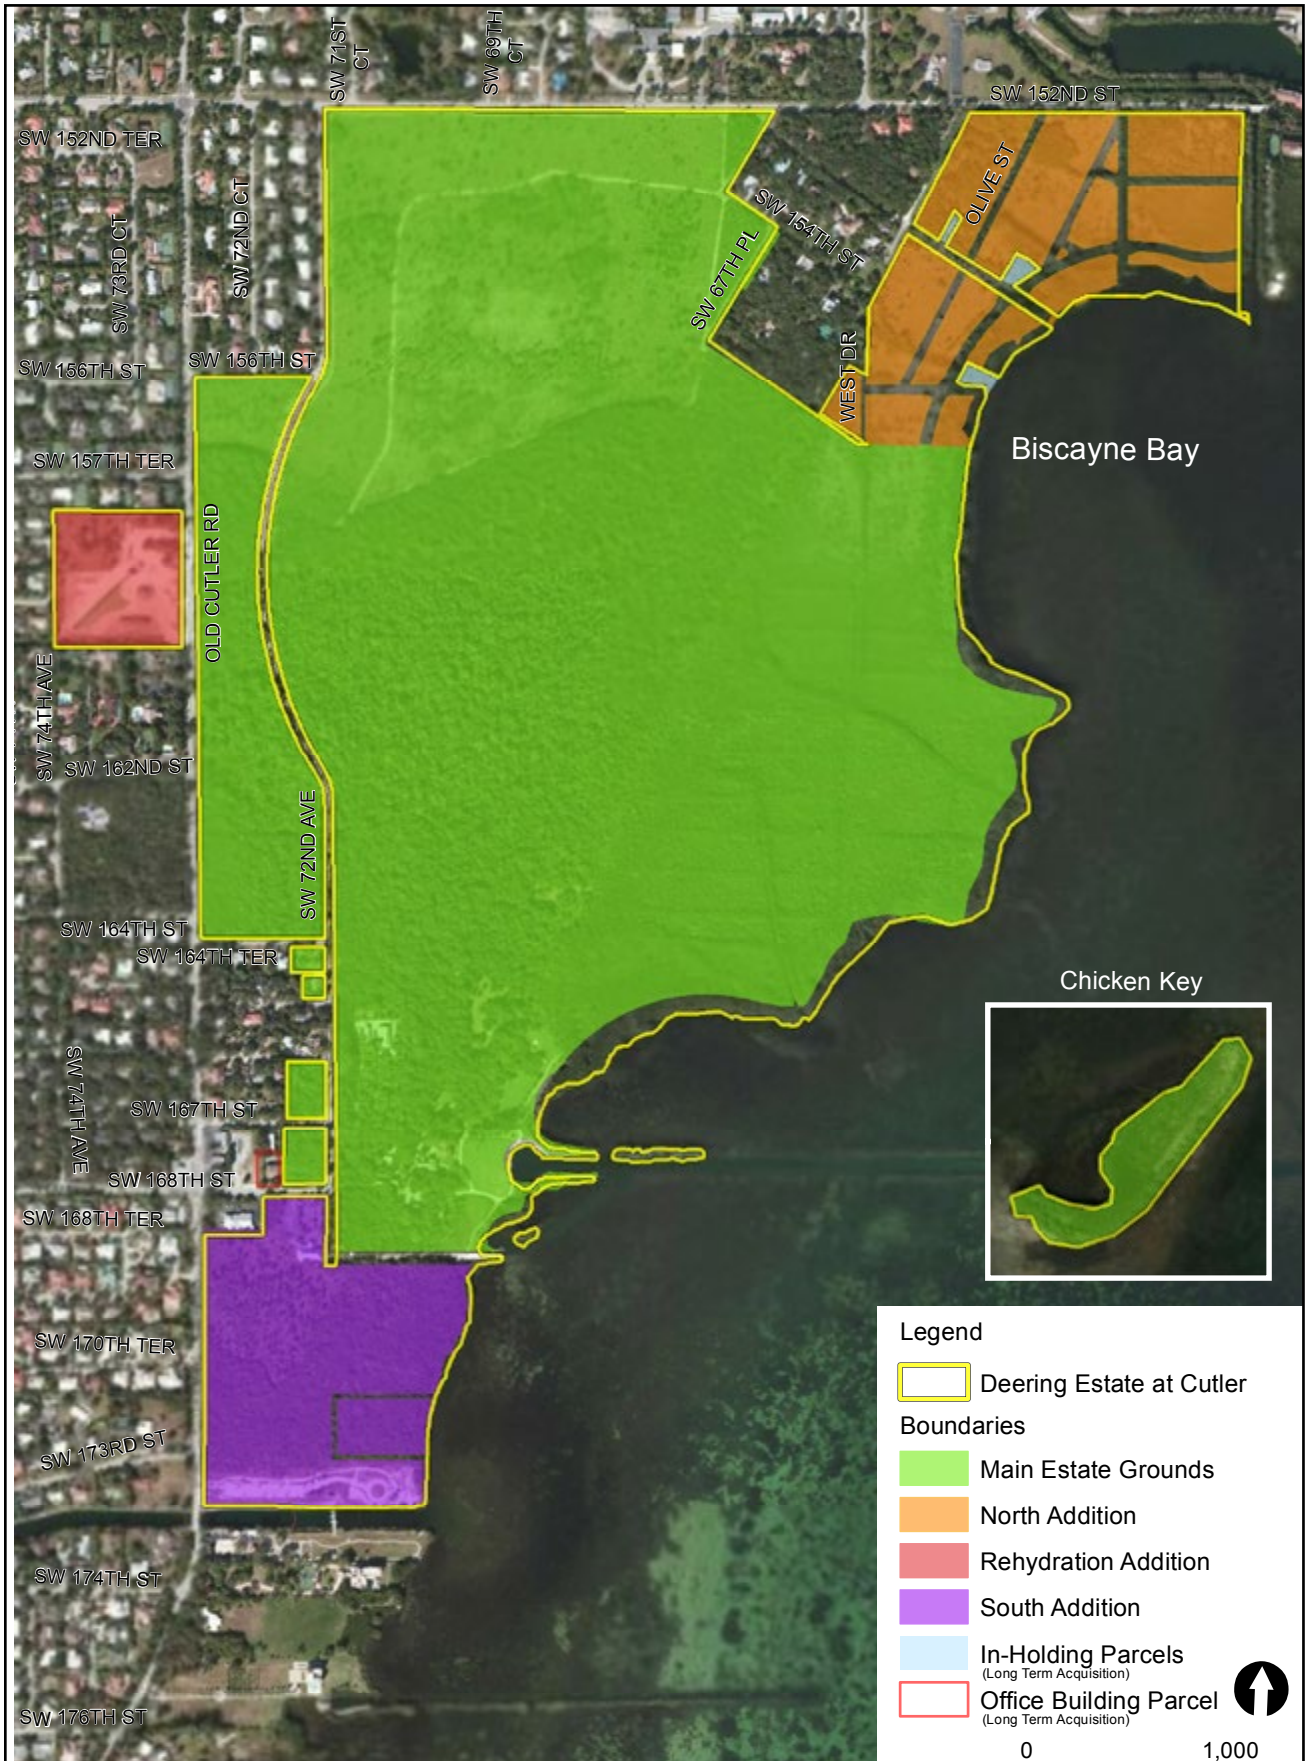 SW 71ST
CT
SW 69TH
CT
SW 152ND ST
SW 152ND TER
SW 73RD CT
SW 72ND CT
OLIVE ST
SW 154TH ST
SW 67TH PL
SW 156TH ST
SW 156TH ST
WEST DR
Biscayne Bay
SW 157TH TER
OLD CUTLER RD
SW 74TH AVE
SW 162ND ST
SW 72ND AVE
SW 164TH ST
SW 164TH TER
Chicken Key
SW 74TH AVE
SW 167TH ST
SW 168TH ST
SW 168TH TER
SW 170TH TER
SW 173RD ST
SW 174TH ST
SW 176TH ST
Legend
Deering Estate at Cutler
Boundaries
Main Estate Grounds
North Addition
Rehydration Addition
South Addition
In-Holding Parcels
(Long Term Acquisition)
Office Building Parcel
(Long Term Acquisition)
0 1,000